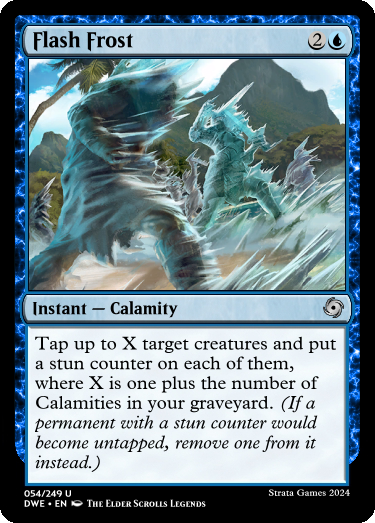 Flash Frost 2
Instant — Calamity
Tap up to X target creatures and put
a stun counter on each of them,
where X is one plus the number of
Calamities in your graveyard. (If a
permanent with a stun counter would
become untapped, remove one from it
instead.)
054/249 U Strata Games 2024
DWE • EN The Elder Scrolls Legends